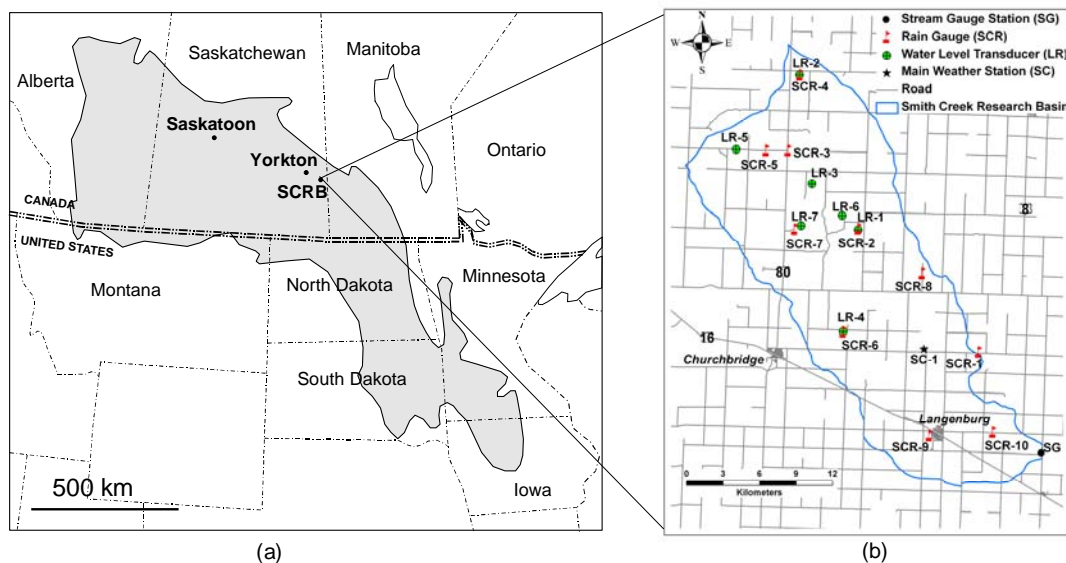 Saskatchewan
Manitoba
Alberta
Saskatoon
Ontario
Yorkton
SCRB
CANADA
UNITED STATES
Montana
North Dakota
Minnesota
South Dakota
500 km
Iowa
(a)
N
W
E
S
Stream Gauge Station (SG)
Rain Gauge (SCR)
Water Level Transducer (LR)
Main Weather Station (SC)
Road
Smith Creek Research Basin
LR-2
SCR-4
LR-5
SCR-3
SCR-5
LR-3
LR-6
LR-1
LR-7
SCR-7
SCR-2
8
80
SCR-8
LR-4
SCR-6
16
Churchbridge
SC-1
SCR-1
Langenburg
SCR-9
SCR-10
SG
0 3 6 9 12
Kilometers
(b)